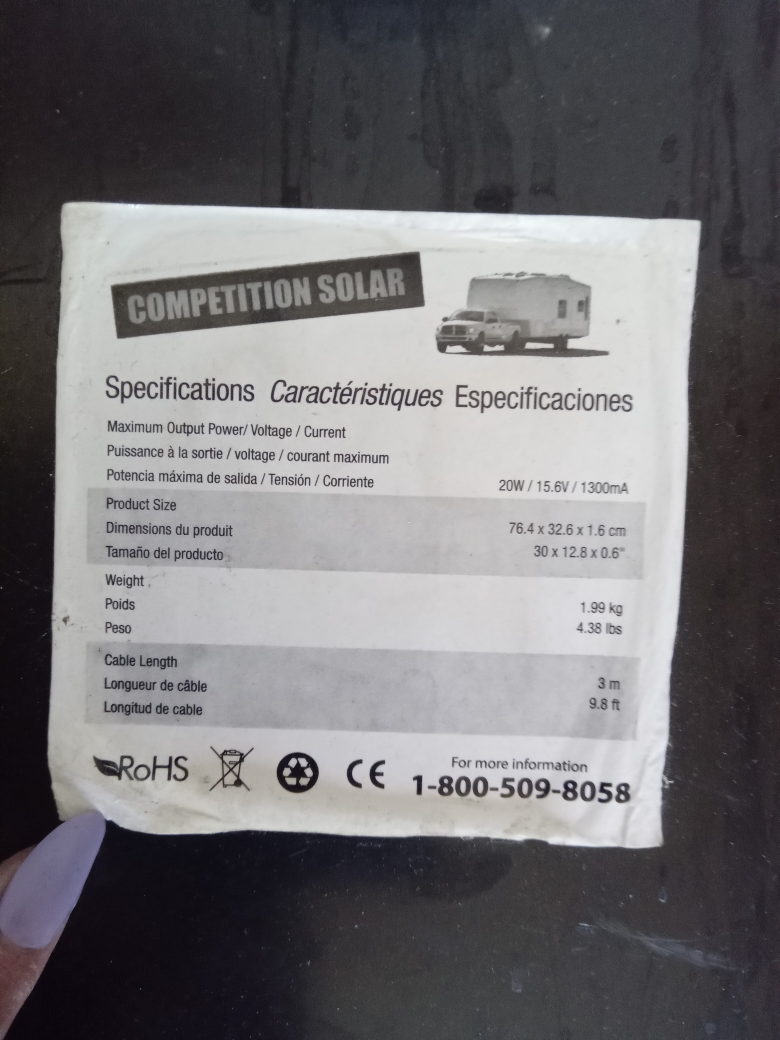 COMPETITION SOLAR
Specifications Caractéristiques Especificaciones
Maximum Output Power/ Voltage / Current
Puissance à la sortie / voltage / courant maximum
Potencia máxima de salida / Tensión / Corriente 20W / 15.6V / 1300mA
Product Size
Dimensions du produit 76.4 x 32.6 x 1.6 cm
Tamaño del producto 30 x 12.8 x 0.6"
Weight
Poids 1.99 kg
Peso 4.38 lbs
Cable Length
Longueur de câble 3 m
Longitud de cable 9.8 ft
RoHS CE For more information
1-800-509-8058